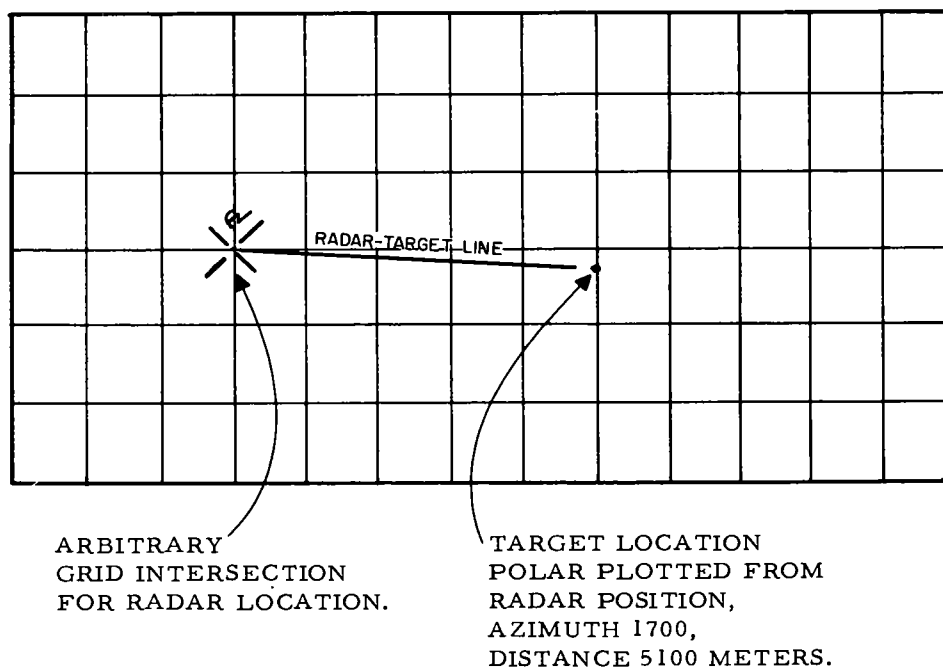 RADAR-TARGET LINE
ARBITRARY
GRID INTERSECTION
FOR RADAR LOCATION.
TARGET LOCATION
POLAR PLOTTED FROM
RADAR POSITION,
AZIMUTH 1700,
DISTANCE 5100 METERS.